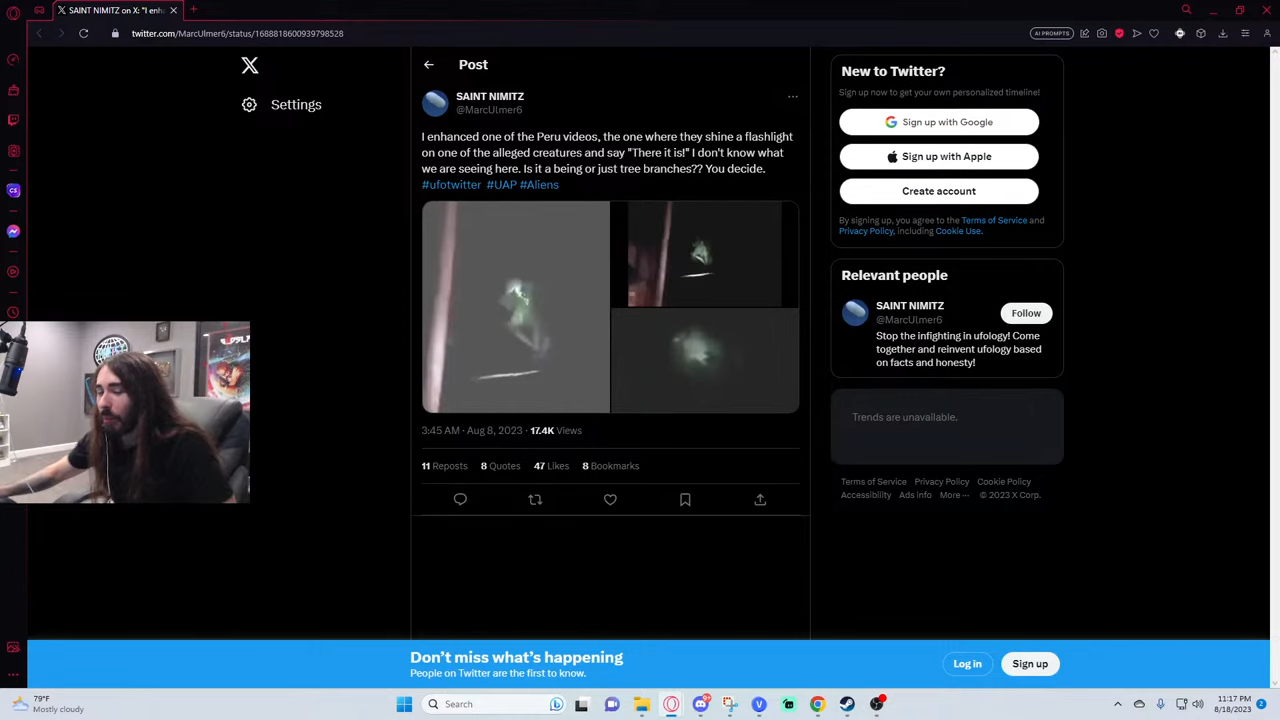 SAINT NIMITZ on X: "I enha
twitter.com/MarcUlmer6/status/1688818600939798528
AI PROMPTS
Settings
Post
SAINT NIMITZ
@MarcUlmer6
I enhanced one of the Peru videos, the one where they shine a flashlight
on one of the alleged creatures and say "There it is!" I don't know what
we are seeing here. Is it a being or just tree branches?? You decide.
#ufotwitter #UAP #Aliens
3:45 AM · Aug 8, 2023 · 17.4K Views
11 Reposts 8 Quotes 47 Likes 8 Bookmarks
New to Twitter?
Sign up now to get your own personalized timeline!
Sign up with Google
Sign up with Apple
Create account
By signing up, you agree to the Terms of Service and
Privacy Policy, including Cookie Use.
Relevant people
SAINT NIMITZ
@MarcUlmer6
Follow
Stop the infighting in ufology! Come
together and reinvent ufology based
on facts and honesty!
Trends are unavailable.
Terms of Service Privacy Policy Cookie Policy
Accessibility Ads info More ··· © 2023 X Corp.
Don't miss what's happening
People on Twitter are the first to know.
Log in
Sign up
79°F
Mostly cloudy
Search
11:17 PM
8/18/2023
2